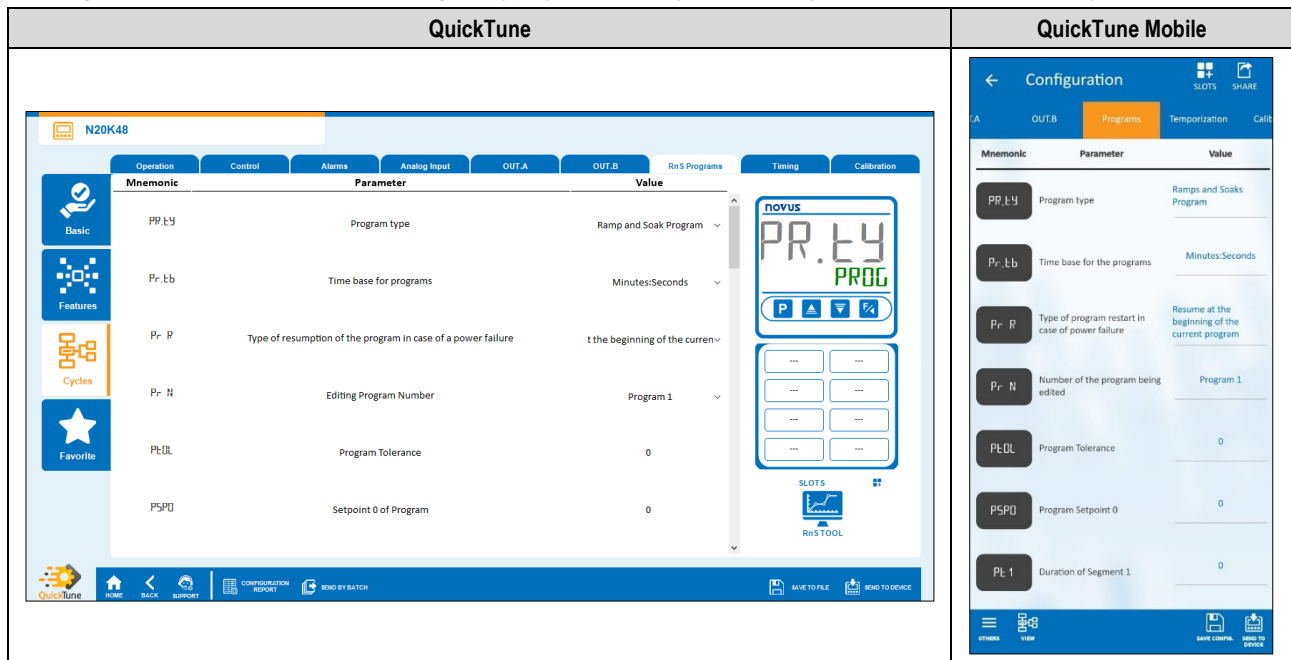 QuickTune
QuickTune Mobile
N20K48
Operation Control Alarms Analog Input OUT.A OUT.B RnS Programs Timing Calibration
Mnemonic Parameter Value
Basic
Features
Cycles
Favorite
PR.tY Program type Ramp and Soak Program
Pr.tb Time base for programs Minutes:Seconds
Pr R Type of resumption of the program in case of a power failure t the beginning of the curren
Pr N Editing Program Number Program 1
PtOL Program Tolerance 0
PSP0 Setpoint 0 of Program 0
novus
PR.tY
PROG
P F/
--- ---
--- ---
--- ---
--- ---
SLOTS
RnS TOOL
QuickTune HOME BACK SUPPORT CONFIGURATION REPORT SEND BY BATCH SAVE TO FILE SEND TO DEVICE
Configuration SLOTS SHARE
.A OUT.B Programs Temporization Calib
Mnemonic Parameter Value
PR.tY Program type Ramps and Soaks
Program
Pr.tb Time base for the programs Minutes:Seconds
Pr R Type of program restart in
case of power failure
Resume at the
beginning of the
current program
Pr N Number of the program being
edited
Program 1
PtOL Program Tolerance 0
PSP0 Program Setpoint 0 0
Pt 1 Duration of Segment 1 0
OTHERS VIEW SAVE CONFIG. SEND TO
DEVICE